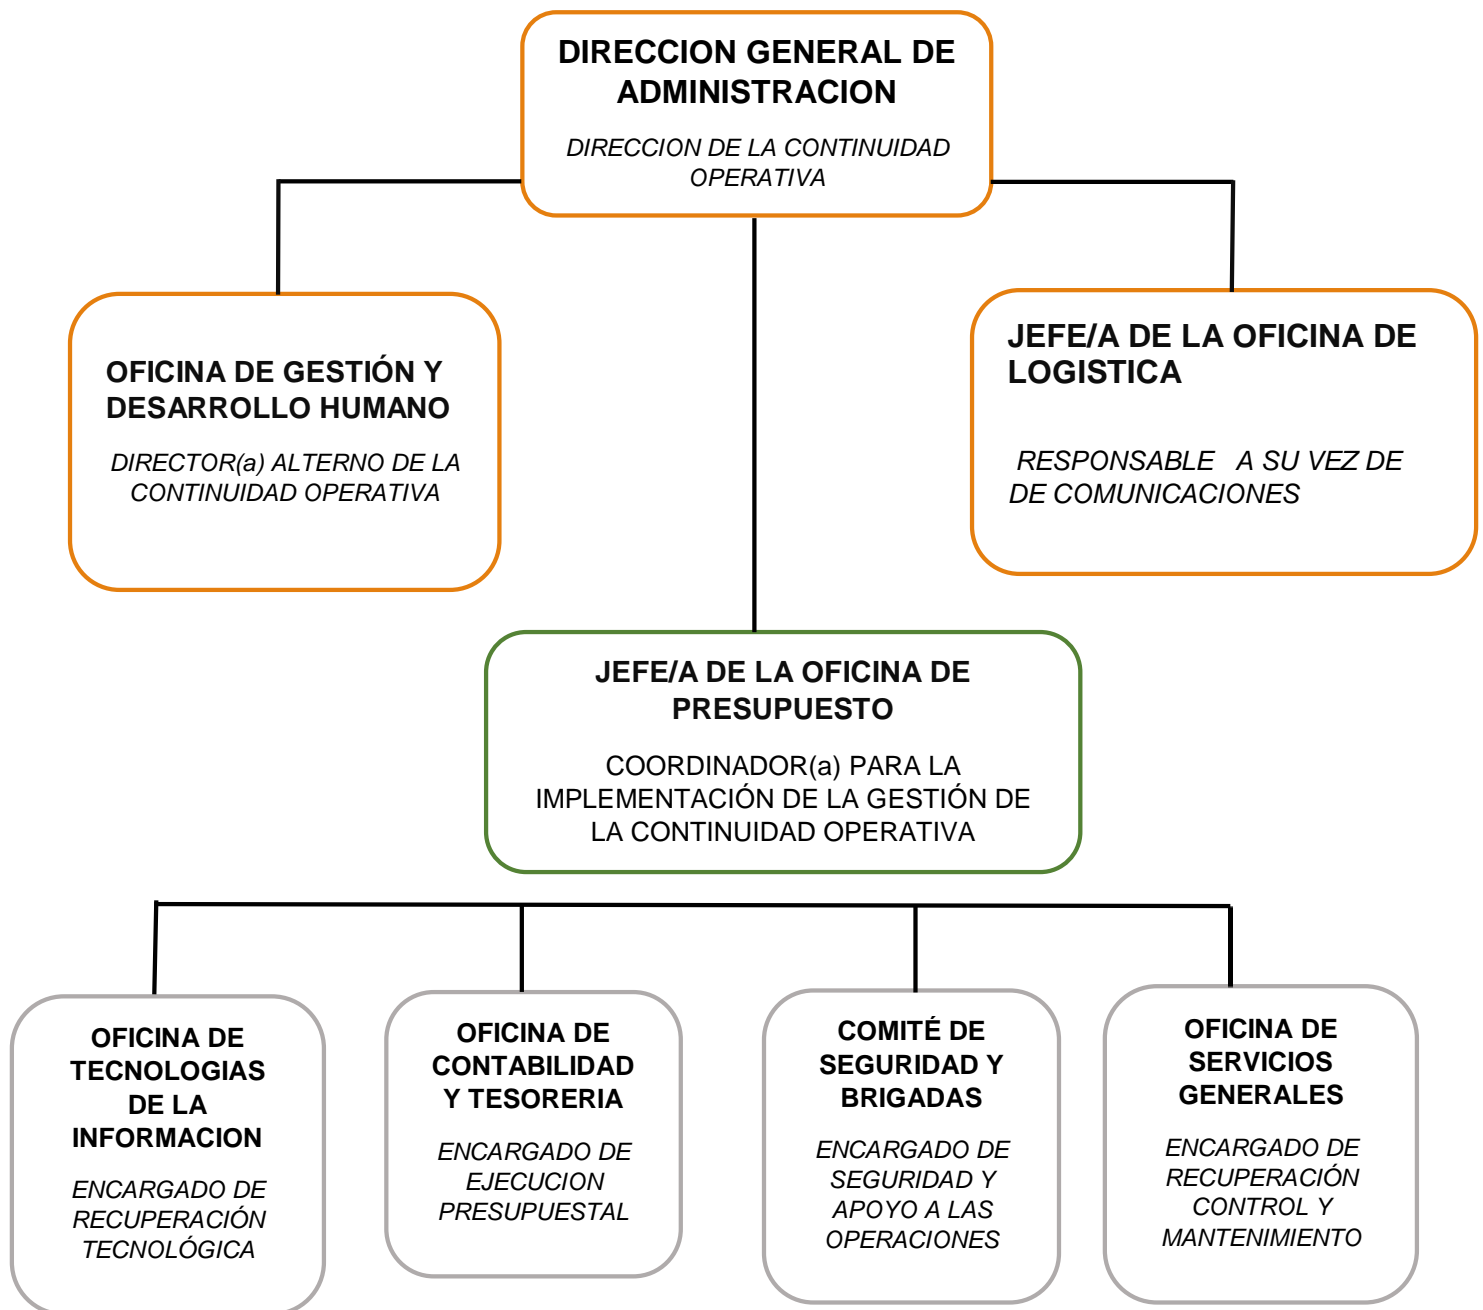 DIRECCION GENERAL DE
ADMINISTRACION
DIRECCION DE LA CONTINUIDAD
OPERATIVA
OFICINA DE GESTIÓN Y
DESARROLLO HUMANO
DIRECTOR(a) ALTERNO DE LA
CONTINUIDAD OPERATIVA
JEFE/A DE LA OFICINA DE
LOGISTICA
RESPONSABLE A SU VEZ DE
DE COMUNICACIONES
JEFE/A DE LA OFICINA DE
PRESUPUESTO
COORDINADOR(a) PARA LA
IMPLEMENTACIÓN DE LA GESTIÓN DE
LA CONTINUIDAD OPERATIVA
OFICINA DE
TECNOLOGIAS
DE LA
INFORMACION
ENCARGADO DE
RECUPERACIÓN
TECNOLÓGICA
OFICINA DE
CONTABILIDAD
Y TESORERIA
ENCARGADO DE
EJECUCION
PRESUPUESTAL
COMITÉ DE
SEGURIDAD Y
BRIGADAS
ENCARGADO DE
SEGURIDAD Y
APOYO A LAS
OPERACIONES
OFICINA DE
SERVICIOS
GENERALES
ENCARGADO DE
RECUPERACIÓN
CONTROL Y
MANTENIMIENTO